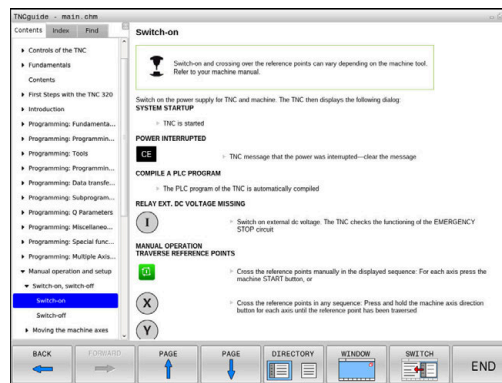 TNCguide - main.chm
Contents Index Find
Controls of the TNC
Fundamentals
Contents
First Steps with the TNC 320
Introduction
Programming: Fundamenta...
Programming: Programmin...
Programming: Tools
Programming: Programmin...
Programming: Data transfe...
Programming: Subprogram...
Programming: Q Parameters
Programming: Miscellaneo...
Programming: Special func...
Programming: Multiple Axis...
Manual operation and setup
Switch-on, switch-off
Switch-on
Switch-off
Moving the machine axes
Switch-on
Switch-on and crossing over the reference points can vary depending on the machine tool.
Refer to your machine manual.
Switch on the power supply for TNC and machine. The TNC then displays the following dialog:
SYSTEM STARTUP
TNC is started
POWER INTERRUPTED
CE
TNC message that the power was interrupted—clear the message
COMPILE A PLC PROGRAM
The PLC program of the TNC is automatically compiled
RELAY EXT. DC VOLTAGE MISSING
I
Switch on external dc voltage. The TNC checks the functioning of the EMERGENCY
STOP circuit
MANUAL OPERATION
TRAVERSE REFERENCE POINTS
Cross the reference points manually in the displayed sequence: For each axis press the
machine START button, or
X
Cross the reference points in any sequence: Press and hold the machine axis direction
button for each axis until the reference point has been traversed
Y
BACK FORWARD PAGE PAGE DIRECTORY WINDOW SWITCH END